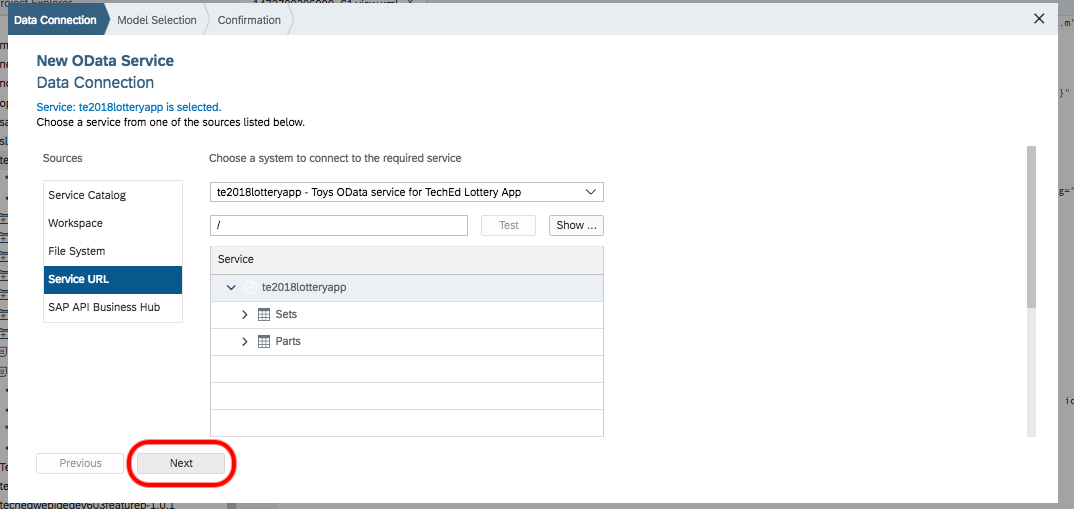 Data Connection
Model Selection
Confirmation
New OData Service
Data Connection
Service: te2018lotteryapp is selected.
Choose a service from one of the sources listed below.
Sources
Choose a system to connect to the required service
Service Catalog
Workspace
File System
Service URL
SAP API Business Hub
te2018lotteryapp - Toys OData service for TechEd Lottery App
/
Test
Show ...
Service
te2018lotteryapp
Sets
Parts
Previous
Next